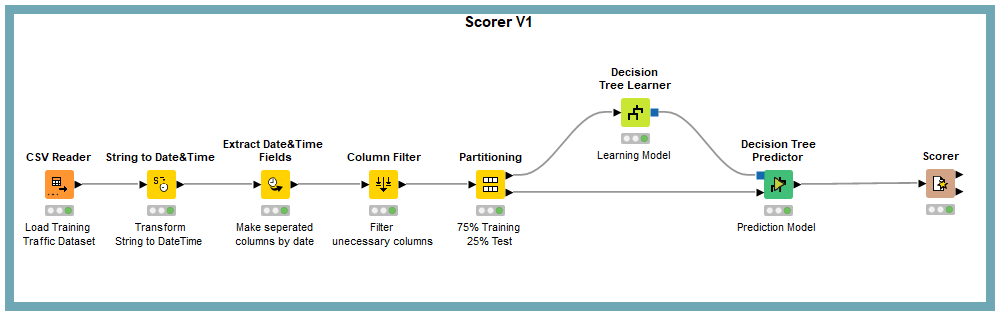 Scorer V1
CSV Reader
Load Training
Traffic Dataset
String to Date&Time
S
Transform
String to DateTime
Extract Date&Time
Fields
Make seperated
columns by date
Column Filter
Filter
unecessary columns
Partitioning
75% Training
25% Test
Decision
Tree Learner
Learning Model
Decision Tree
Predictor
Prediction Model
Scorer